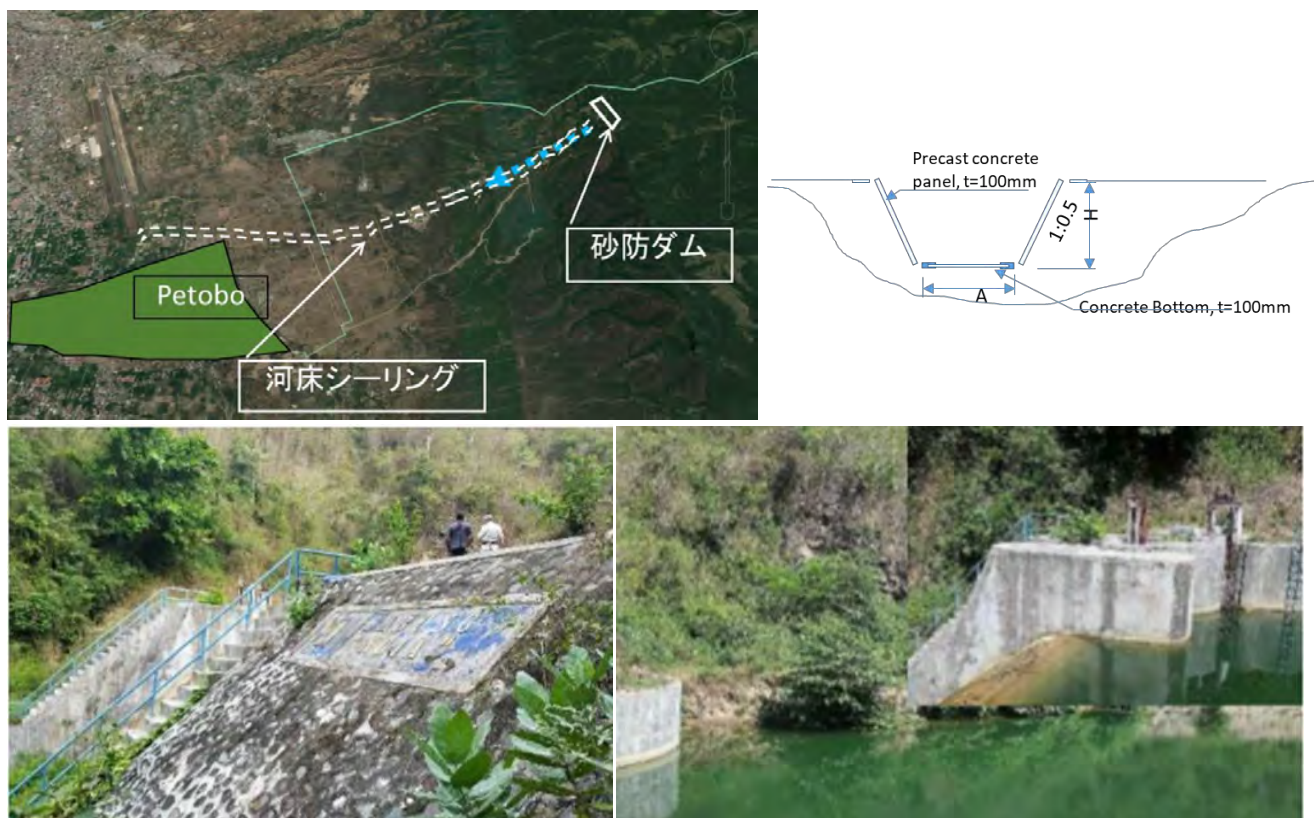 砂防ダム
Petobo
河床シーリング
Precast concrete
panel, t=100mm
1:0.5
H
A
Concrete Bottom, t=100mm